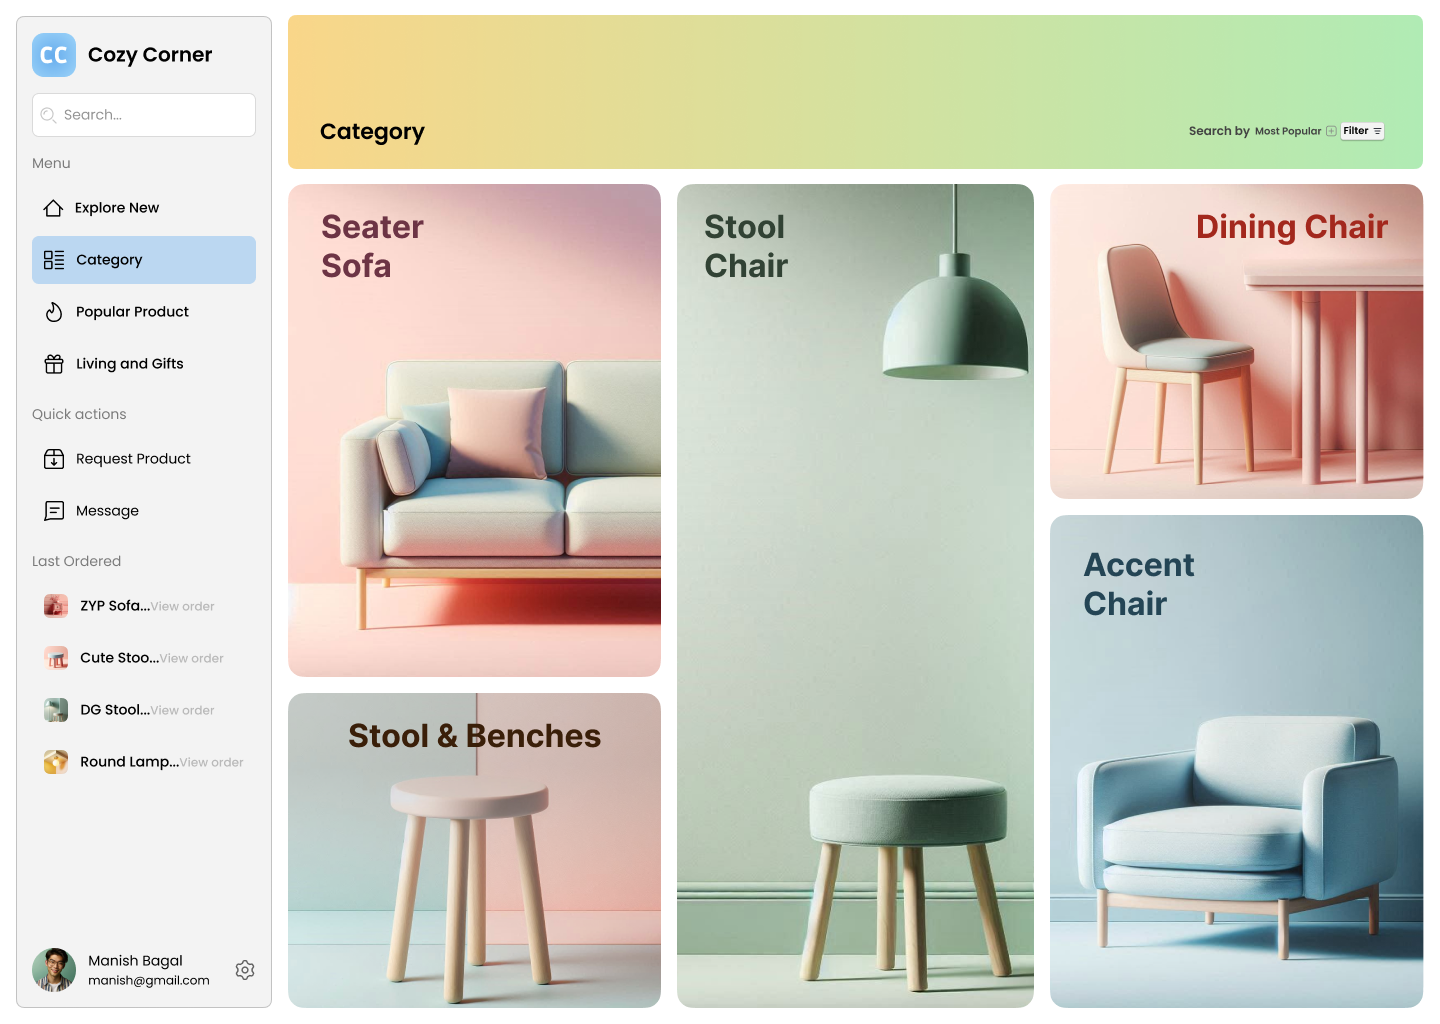 CC
Cozy Corner
Search...
Menu
Explore New
Category
Popular Product
Living and Gifts
Quick actions
Request Product
Message
Last Ordered
ZYP Sofa...View order
Cute Stoo...View order
DG Stool...View order
Round Lamp...View order
Manish Bagal
manish@gmail.com
Category
Search by Most Popular Filter
Seater
Sofa
Stool & Benches
Stool
Chair
Dining Chair
Accent
Chair